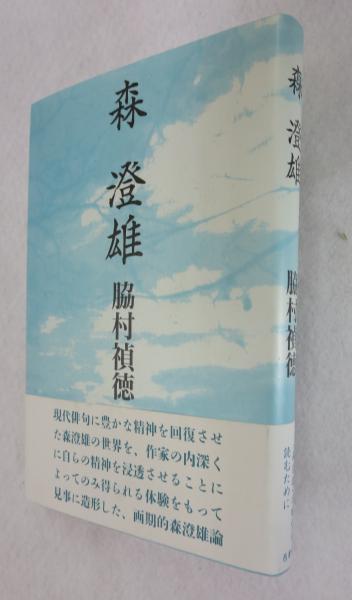 森 澄雄
脇村禎徳
現代俳句に豊かな精神を回復させ
た森澄雄の世界を、作家の内深く
に自らの精神を浸透させることに
よってのみ得られる体験をもって
見事に造形した、画期的森澄雄論
森 澄雄
脇村禎徳
読むために